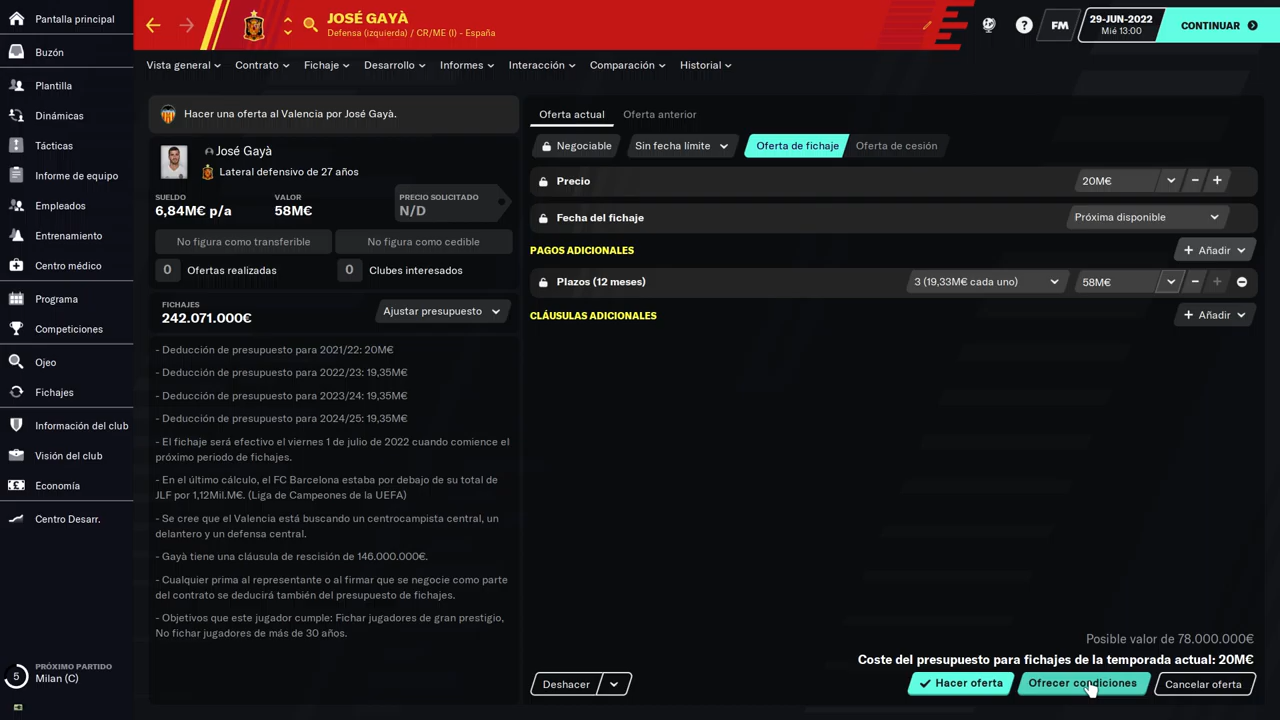 Pantalla principal
JOSÉ GAYÀ
Defensa (izquierda) / CR/ME (I) - España
FM
29-JUN-2022
Mié 13:00
CONTINUAR
Buzón
Plantilla
Dinámicas
Tácticas
Informe de equipo
Empleados
Entrenamiento
Centro médico
Programa
Competiciones
Ojeo
Fichajes
Información del club
Visión del club
Economía
Centro Desarr.
5
PRÓXIMO PARTIDO
Milan (C)
Vista general
Contrato
Fichaje
Desarrollo
Informes
Interacción
Comparación
Historial
Hacer una oferta al Valencia por José Gayà.
José Gayà
Lateral defensivo de 27 años
SUELDO
6,84M€ p/a
VALOR
58M€
PRECIO SOLICITADO
N/D
No figura como transferible
No figura como cedible
0 Ofertas realizadas
0 Clubes interesados
FICHAJES
242.071.000€
Ajustar presupuesto
- Deducción de presupuesto para 2021/22: 20M€
- Deducción de presupuesto para 2022/23: 19,35M€
- Deducción de presupuesto para 2023/24: 19,35M€
- Deducción de presupuesto para 2024/25: 19,35M€
- El fichaje será efectivo el viernes 1 de julio de 2022 cuando comience el
próximo periodo de fichajes.
- En el último cálculo, el FC Barcelona estaba por debajo de su total de
JLF por 1,12Mil.M€. (Liga de Campeones de la UEFA)
- Se cree que el Valencia está buscando un centrocampista central, un
delantero y un defensa central.
- Gayà tiene una cláusula de rescisión de 146.000.000€.
- Cualquier prima al representante o al firmar que se negocie como parte
del contrato se deducirá también del presupuesto de fichajes.
- Objetivos que este jugador cumple: Fichar jugadores de gran prestigio,
No fichar jugadores de más de 30 años.
Oferta actual
Oferta anterior
Negociable
Sin fecha límite
Oferta de fichaje
Oferta de cesión
Precio
20M€
Fecha del fichaje
Próxima disponible
PAGOS ADICIONALES
+ Añadir
Plazos (12 meses)
3 (19,33M€ cada uno)
58M€
CLÁUSULAS ADICIONALES
+ Añadir
Posible valor de 78.000.000€
Coste del presupuesto para fichajes de la temporada actual: 20M€
Deshacer
Hacer oferta
Ofrecer condiciones
Cancelar oferta